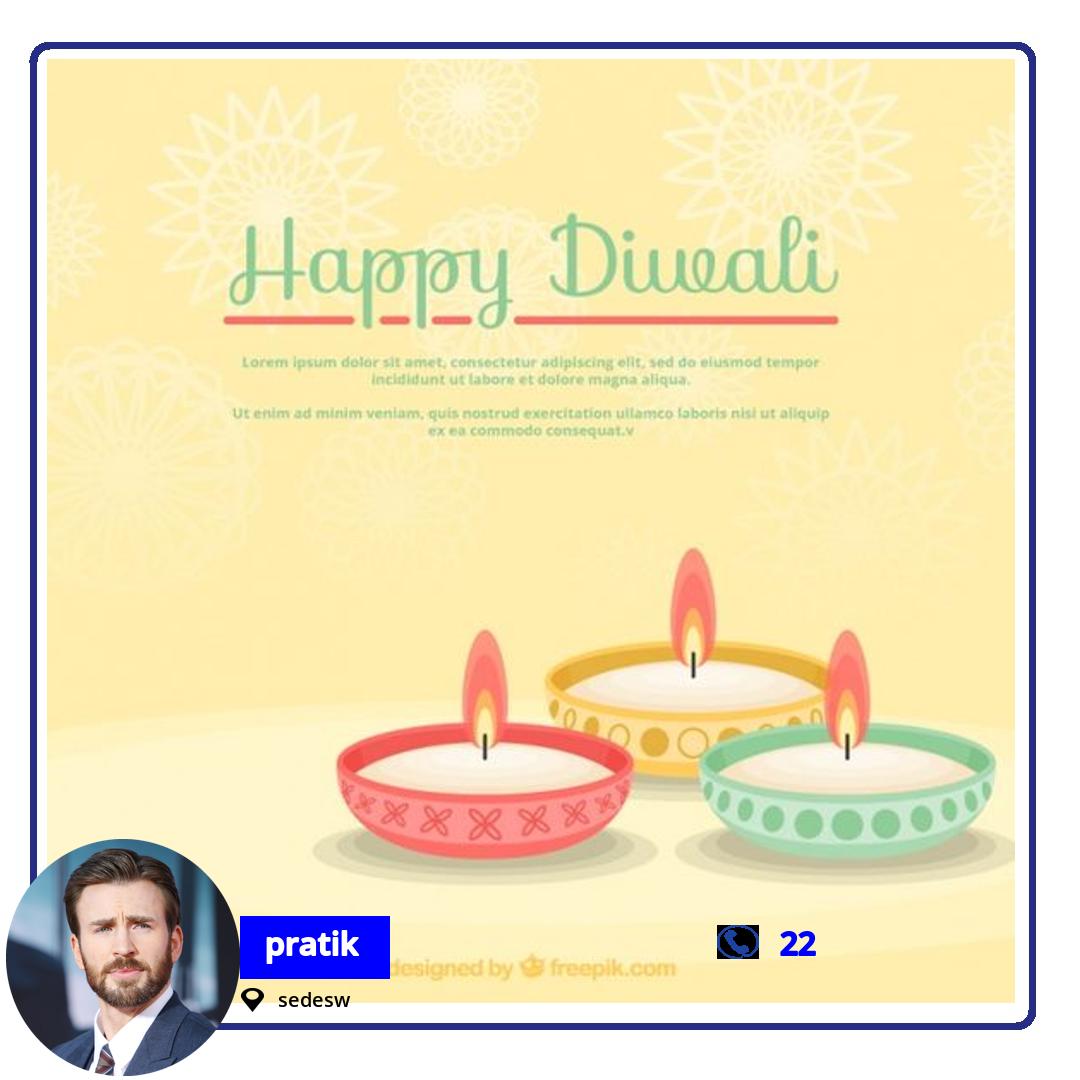 Happy Diwali
Lorem ipsum dolor sit amet, consectetur adipiscing elit, sed do eiusmod tempor
incididunt ut labore et dolore magna aliqua.
Ut enim ad minim veniam, quis nostrud exercitation ullamco laboris nisi ut aliquip
ex ea commodo consequat.v
pratik
22
designed by freepik.com
sedesw